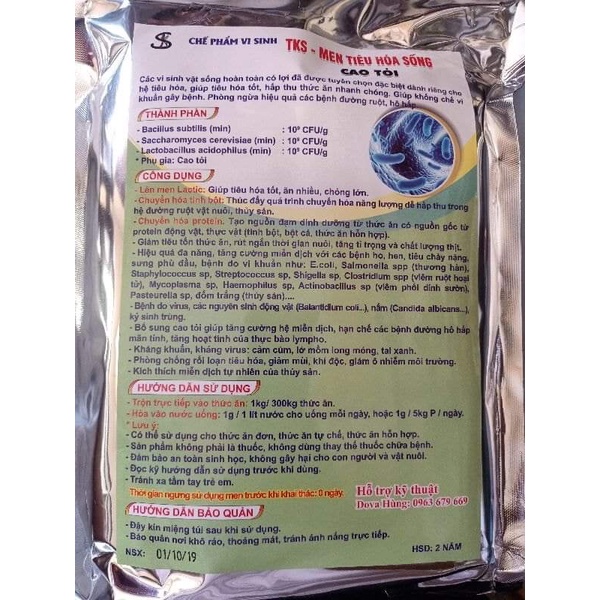 CHẾ PHẨM VI SINH TKS - MEN TIÊU HÓA SỐNG
CAO TỎI
Các vi sinh vật sống hoàn toàn có lợi đã được tuyển chọn đặc biệt dành riêng cho
hệ tiêu hóa, giúp tiêu hóa tốt, hấp thu thức ăn nhanh chóng. Giúp khống chế vi
khuẩn gây bệnh. Phòng ngừa hiệu quả các bệnh đường ruột, hô hấp
THÀNH PHẦN
- Bacillus subtilis (min) : 10⁹ CFU/g
- Saccharomyces cerevisiae (min) : 10⁹ CFU/g
- Lactobacillus acidophilus (min) : 10⁹ CFU/g
* Phụ gia: Cao tỏi
CÔNG DỤNG
- Lên men Lactic: Giúp tiêu hóa tốt, ăn nhiều, chóng lớn.
- Chuyển hóa tinh bột: Thúc đẩy quá trình chuyển hóa năng lượng dễ hấp thu trong
hệ đường ruột vật nuôi, thủy sản.
- Chuyển hóa protein: Tạo nguồn đạm dinh dưỡng từ thức ăn có nguồn gốc từ
protein động vật, thực vật (tinh bột, bột cá, thức ăn hỗn hợp).
- Giảm tiêu tốn thức ăn, rút ngắn thời gian nuôi, tăng tỉ trọng và chất lượng thịt.
- Hiệu quả đa năng, tăng cường miễn dịch với các bệnh ho, hen, tiêu chảy nặng,
sưng phù đầu, bệnh do vi khuẩn như: E.coli, Salmonella spp (thương hàn),
Staphylococcus sp, Streptococcus sp, Shigella sp, Clostridium spp (viêm ruột hoại
tử), Mycoplasma sp, Haemophilus sp, Actinobacillus sp (viêm phổi dính sườn),
Pasteurella sp, đốm trắng (thủy sản)....
- Bệnh do virus, các nguyên sinh động vật (Balantidium coli...), nấm (Candida albicans...),
ký sinh trùng.
- Bổ sung cao tỏi giúp tăng cường hệ miễn dịch, hạn chế các bệnh đường hô hấp
mãn tính, tăng hoạt tính của thực bào lympho.
- Kháng khuẩn, kháng virus: cảm cúm, lở mồm long móng, tai xanh.
- Phòng chống rối loạn tiêu hóa, giảm mùi, khí độc, giảm ô nhiễm môi trường.
- Kích thích miễn dịch tự nhiên của thủy sản.
HƯỚNG DẪN SỬ DỤNG
- Trộn trực tiếp vào thức ăn: 1kg/ 300kg thức ăn.
- Hòa vào nước uống: 1g / 1 lít nước cho uống mỗi ngày, hoặc 1g / 5kg P / ngày.
* Lưu ý:
- Có thể sử dụng cho thức ăn đơn, thức ăn tự chế, thức ăn hỗn hợp.
- Sản phẩm không phải là thuốc, không dùng thay thế thuốc chữa bệnh.
- Đảm bảo an toàn sinh học, không gây hại cho con người và vật nuôi.
- Đọc kỹ hướng dẫn sử dụng trước khi dùng.
- Tránh xa tầm tay trẻ em.
Thời gian ngưng sử dụng men trước khi khai thác: 0 ngày.
Hỗ trợ kỹ thuật
Dova Hùng: 0963 679 669
HƯỚNG DẪN BẢO QUẢN
- Đậy kín miệng túi sau khi sử dụng.
- Bảo quản nơi khô ráo, thoáng mát, tránh ánh nắng trực tiếp.
NSX: 01/10/19 HSD: 2 NĂM